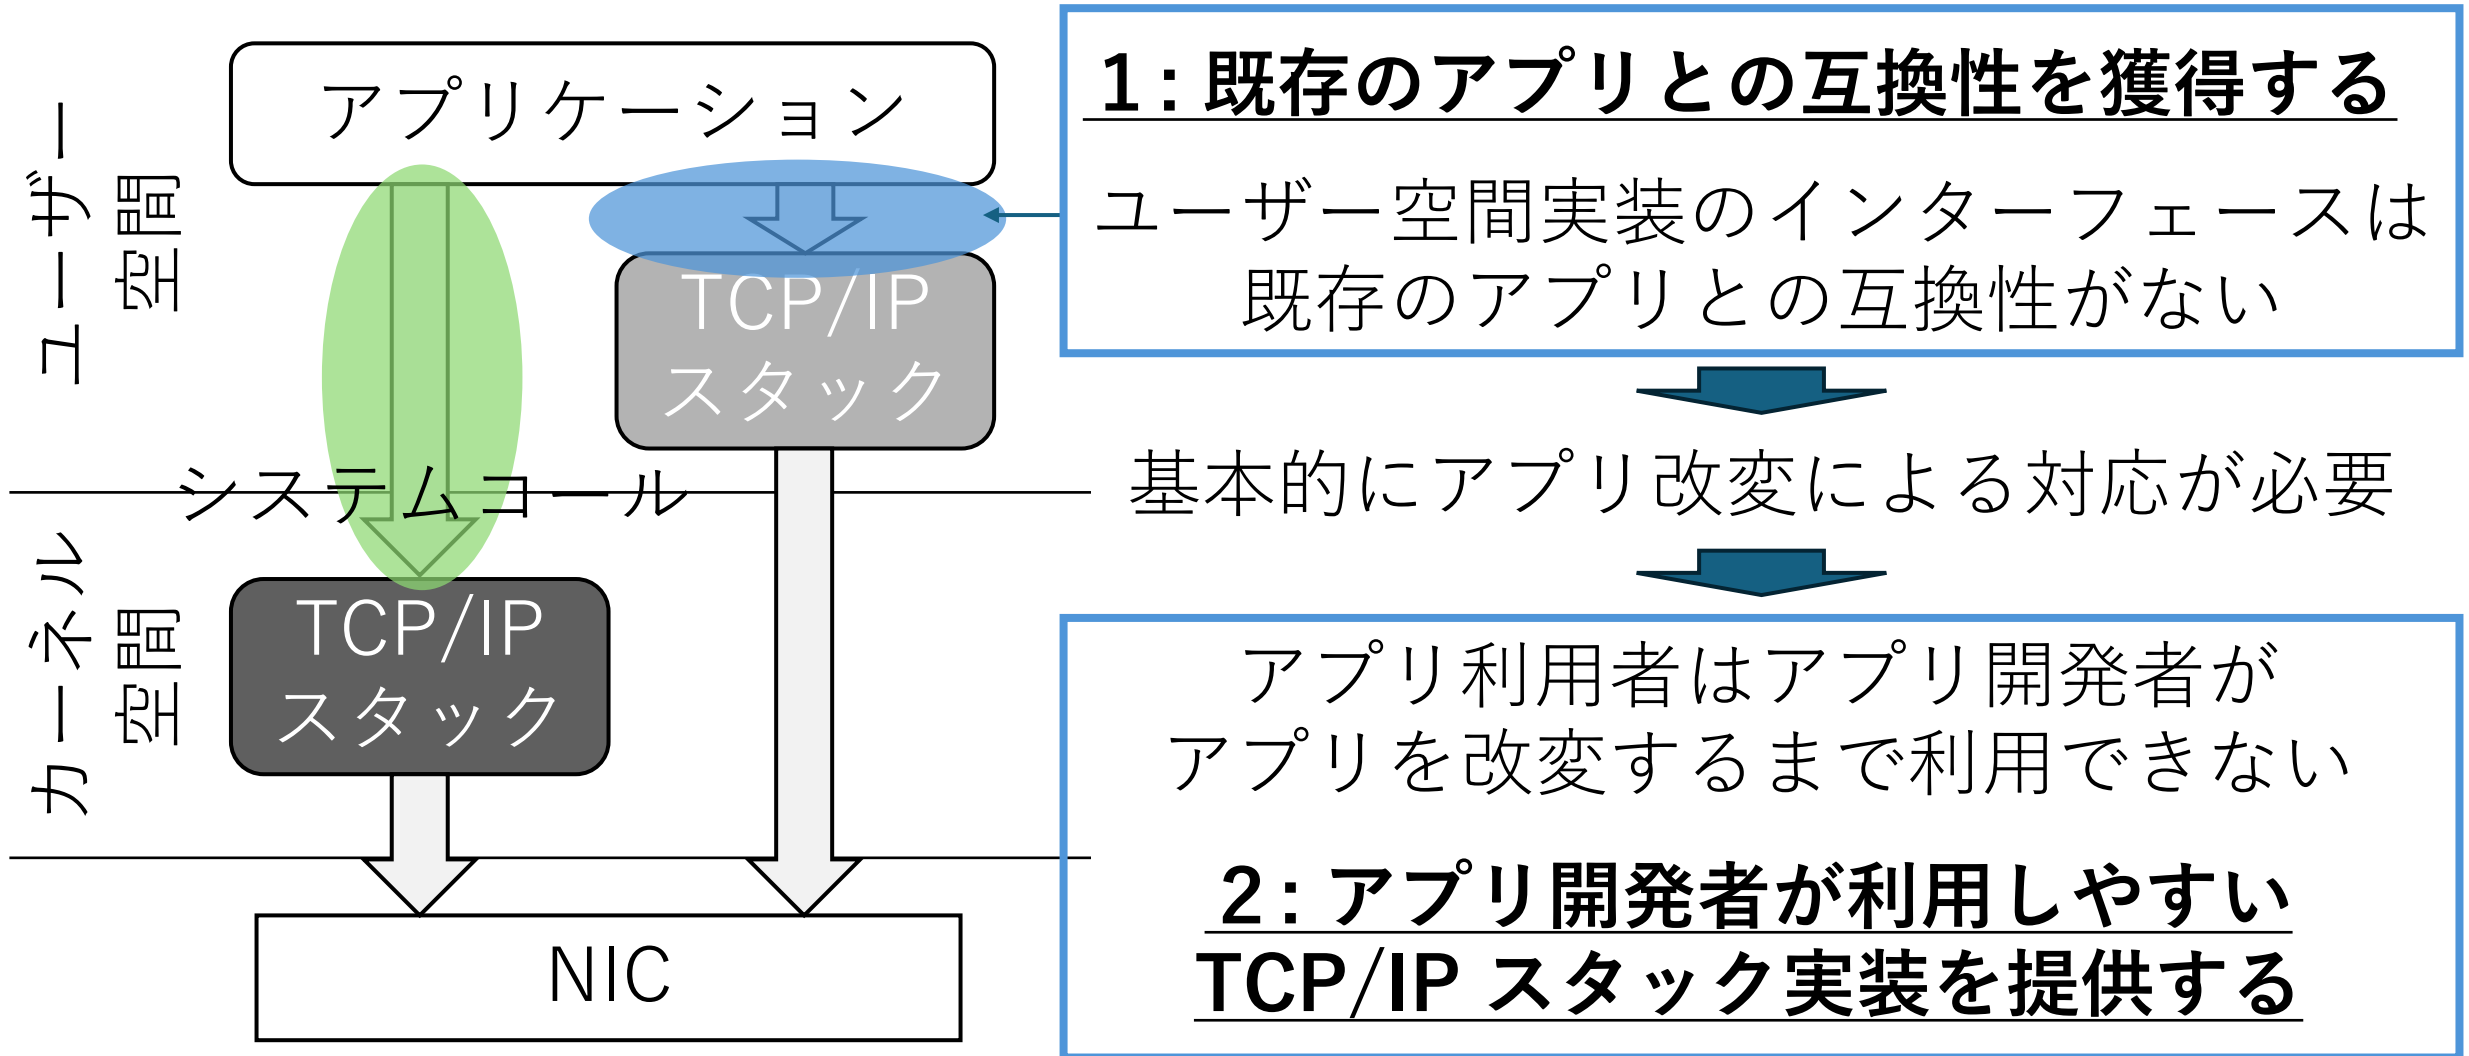 ユーザー
空間
アプリケーション
TCP/IP
スタック
システムコール
カーネル
空間
TCP/IP
スタック
NIC
1：既存のアプリとの互換性を獲得する
ユーザー空間実装のインターフェースは
既存のアプリとの互換性がない
基本的にアプリ改変による対応が必要
アプリ利用者はアプリ開発者が
アプリを改変するまで利用できない
2：アプリ開発者が利用しやすい
TCP/IP スタック実装を提供する